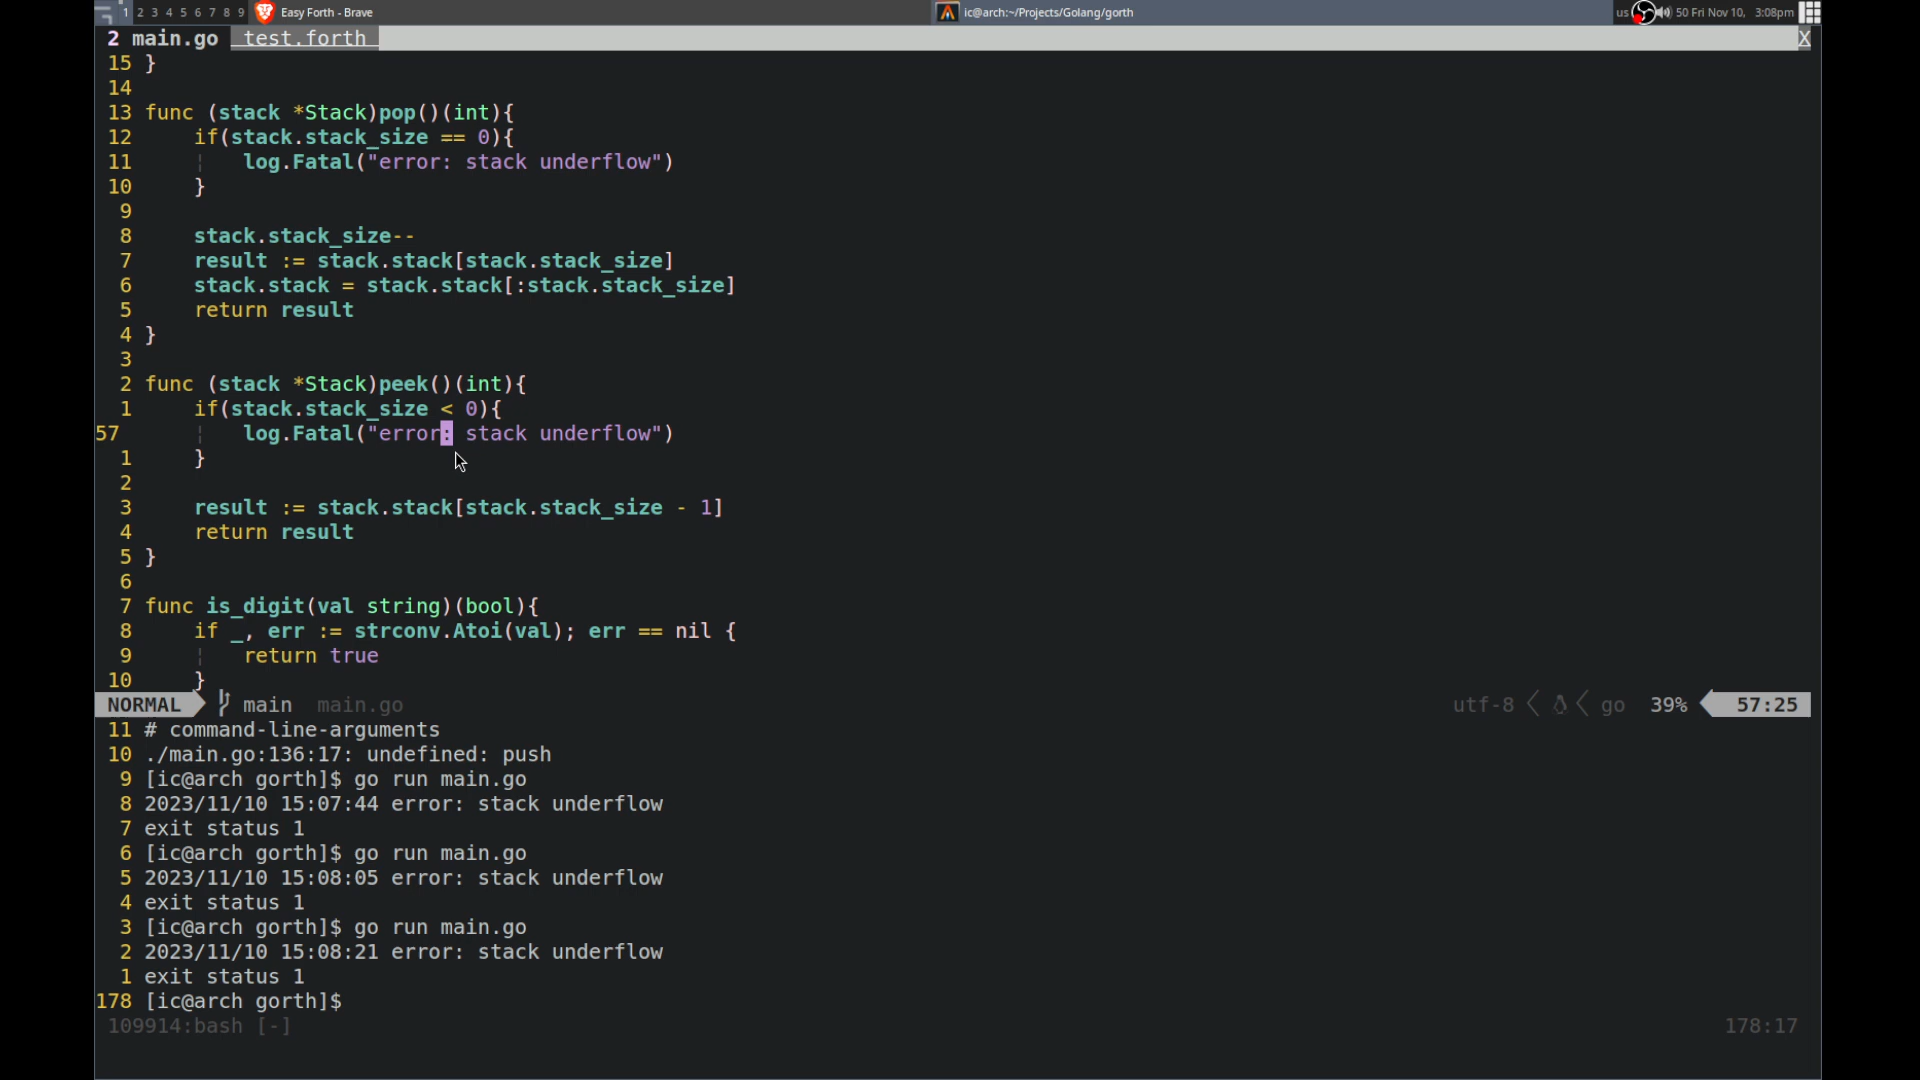 1 2 3 4 5 6 7 8 9 Easy Forth - Brave ic@arch:~/Projects/Golang/gorth us 50 Fri Nov 10, 3:08pm
2 main.go test.forth X
15 }
14
13 func (stack *Stack)pop()(int){
12 if(stack.stack_size == 0){
11 ¦ log.Fatal("error: stack underflow")
10 }
9
8 stack.stack_size--
7 result := stack.stack[stack.stack_size]
6 stack.stack = stack.stack[:stack.stack_size]
5 return result
4 }
3
2 func (stack *Stack)peek()(int){
1 if(stack.stack_size < 0){
57 ¦ log.Fatal("error: stack underflow")
1 }
2
3 result := stack.stack[stack.stack_size - 1]
4 return result
5 }
6
7 func is_digit(val string)(bool){
8 if _, err := strconv.Atoi(val); err == nil {
9 ¦ return true
10 }
NORMAL main main.go utf-8 go 39% 57:25
11 # command-line-arguments
10 ./main.go:136:17: undefined: push
9 [ic@arch gorth]$ go run main.go
8 2023/11/10 15:07:44 error: stack underflow
7 exit status 1
6 [ic@arch gorth]$ go run main.go
5 2023/11/10 15:08:05 error: stack underflow
4 exit status 1
3 [ic@arch gorth]$ go run main.go
2 2023/11/10 15:08:21 error: stack underflow
1 exit status 1
178 [ic@arch gorth]$
109914:bash [-] 178:17